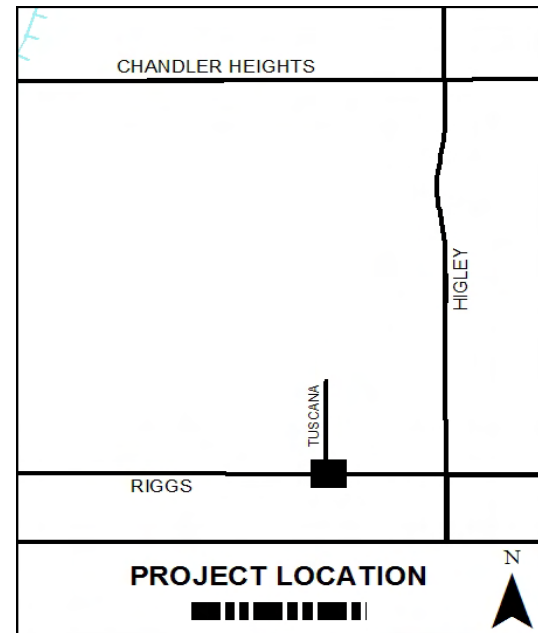 CHANDLER HEIGHTS
HIGLEY
TUSCANA
RIGGS
PROJECT LOCATION
N